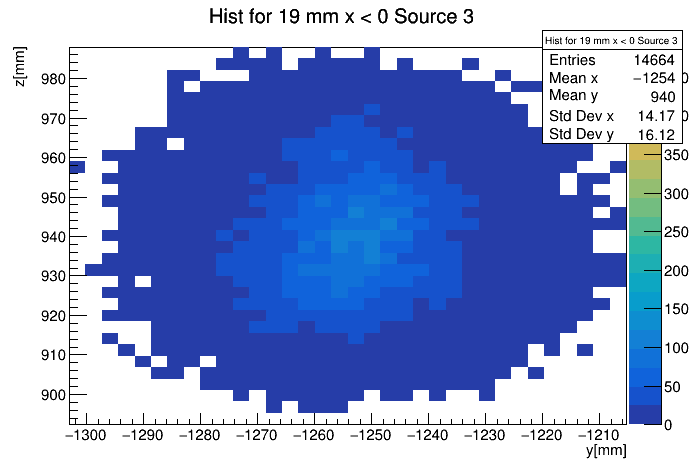 Hist for 19 mm x < 0 Source 3
Hist for 19 mm x < 0 Source 3
Entries 14664
Mean x −1254
Mean y 940
Std Dev x 14.17
Std Dev y 16.12
z[mm]
980
970
960
950
940
930
920
910
900
−1300 −1290 −1280 −1270 −1260 −1250 −1240 −1230 −1220 −1210
y[mm]
350
300
250
200
150
100
50
0